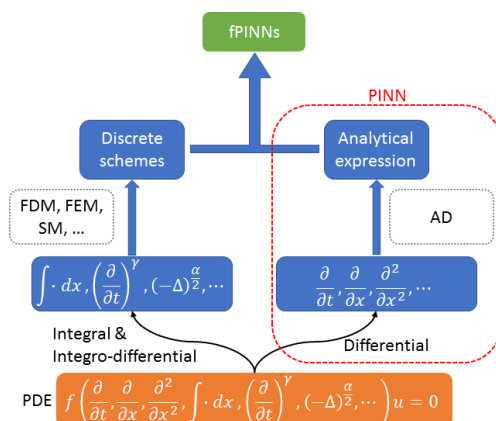 fPINNs
PINN
Discrete
schemes
Analytical
expression
FDM, FEM,
SM, ...
AD
∫ · dx , (∂/∂t)^γ , (−Δ)^(α/2), ...
∂/∂t, ∂/∂x, ∂²/∂x², ...
Integral &
Integro-differential
Differential
PDE
f(∂/∂t, ∂/∂x, ∂²/∂x², ∫ · dx , (∂/∂t)^γ , (−Δ)^(α/2), ...) u = 0